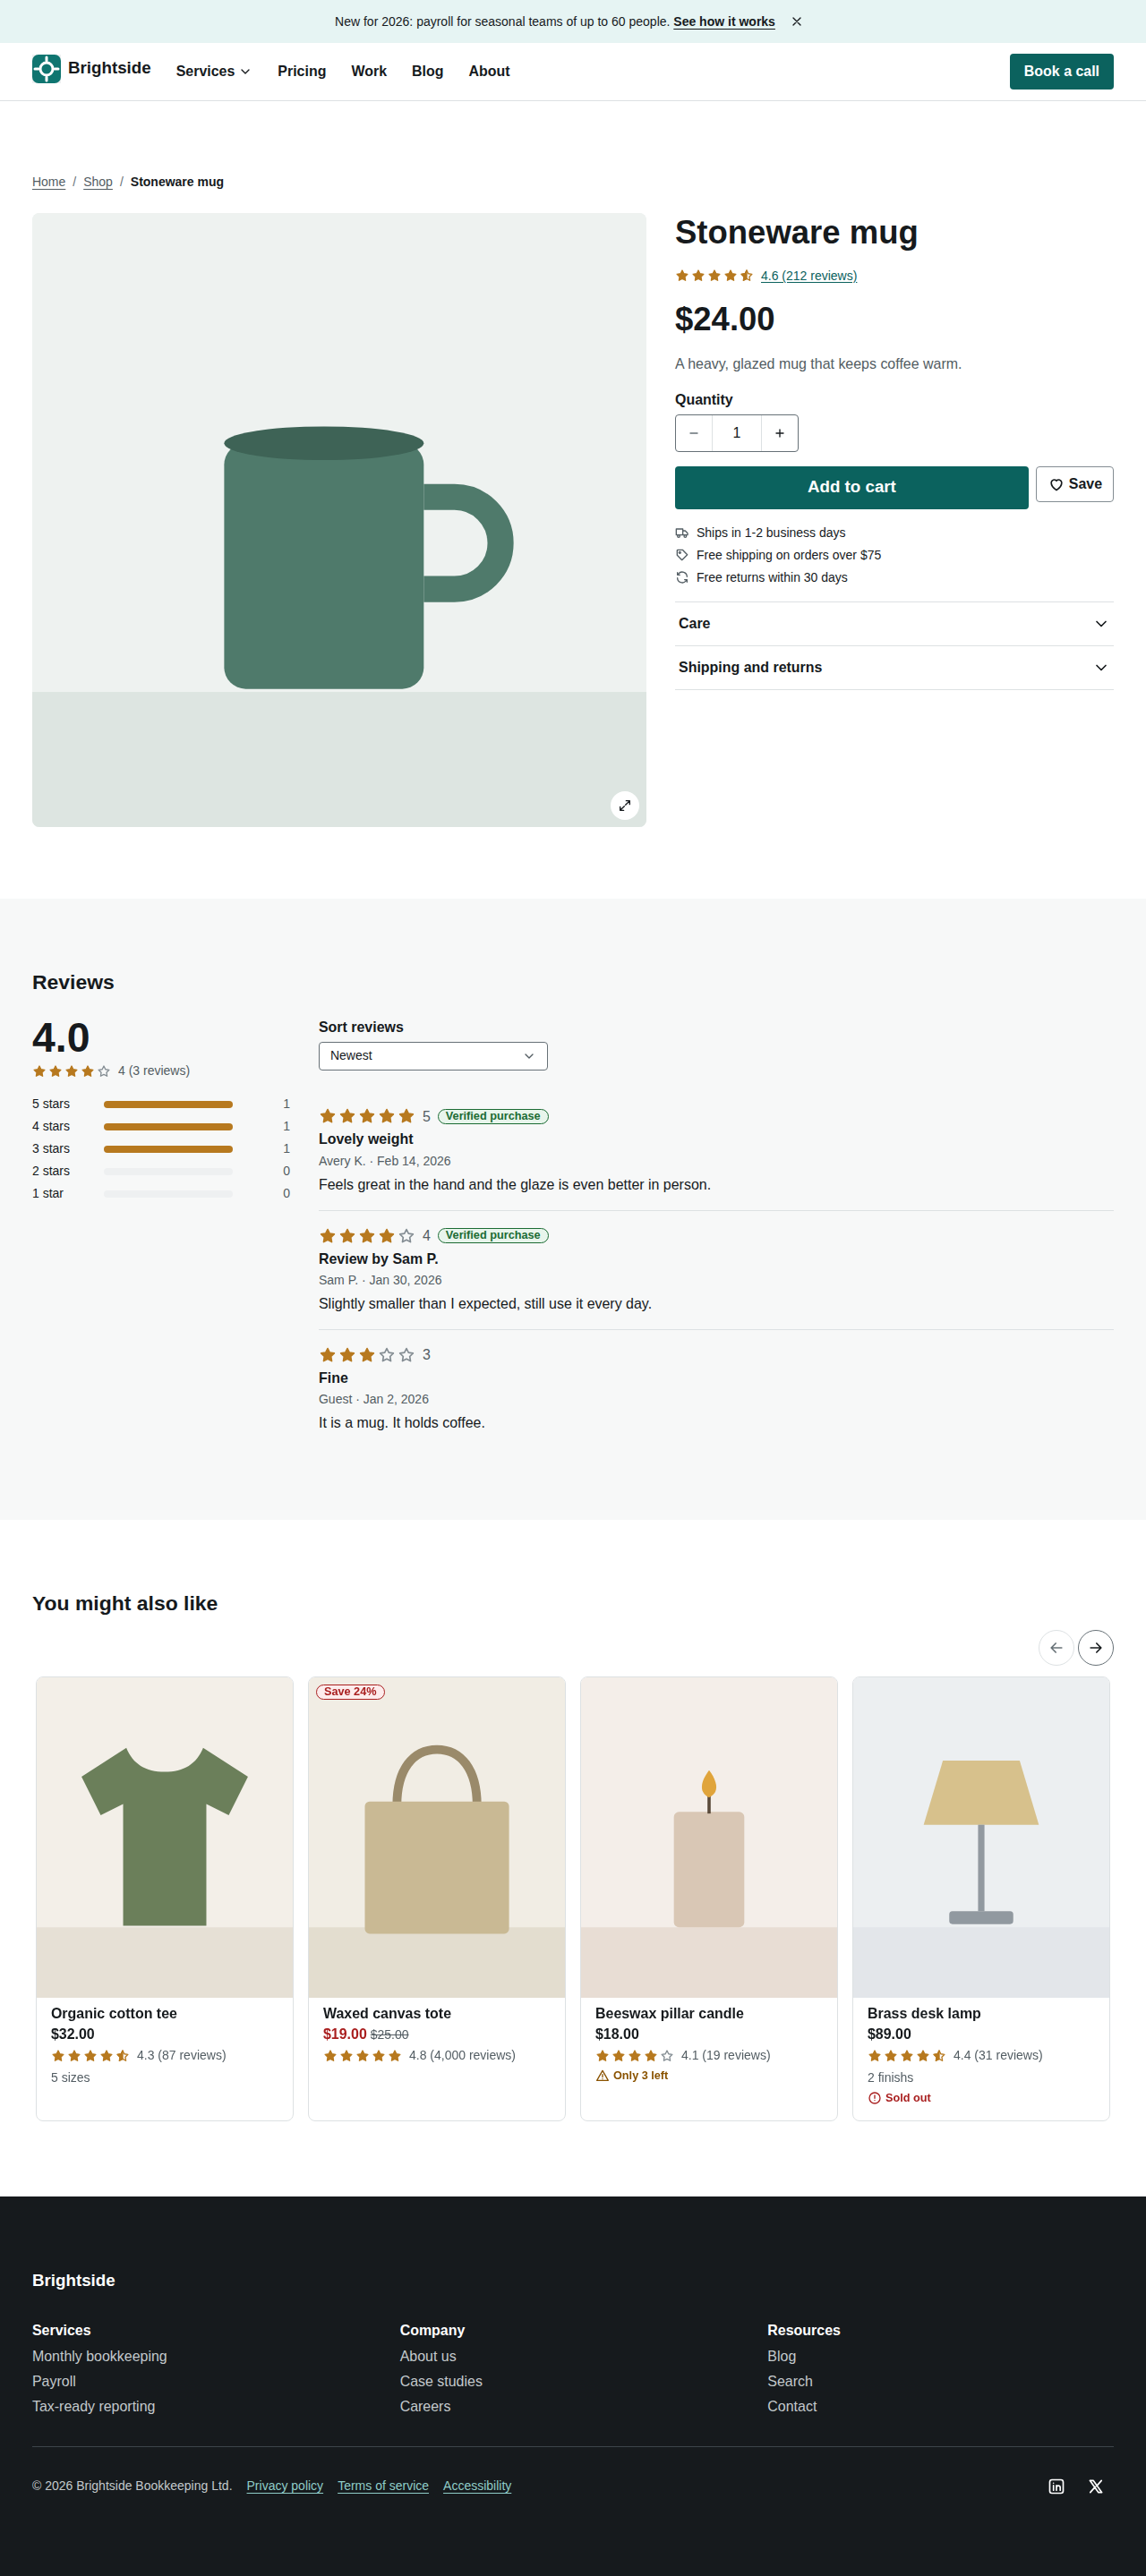 New for 2026: payroll for seasonal teams of up to 60 people. See how it works
Brightside
Services
Pricing
Work
Blog
About
Book a call
Home / Shop / Stoneware mug
Stoneware mug
4.6 (212 reviews)
$24.00
A heavy, glazed mug that keeps coffee warm.
Quantity
1
Add to cart
Save
Ships in 1-2 business days
Free shipping on orders over $75
Free returns within 30 days
Care
Shipping and returns
Reviews
4.0
4 (3 reviews)
5 stars 1
4 stars 1
3 stars 1
2 stars 0
1 star 0
Sort reviews
Newest
5 Verified purchase
Lovely weight
Avery K. · Feb 14, 2026
Feels great in the hand and the glaze is even better in person.
4 Verified purchase
Review by Sam P.
Sam P. · Jan 30, 2026
Slightly smaller than I expected, still use it every day.
3
Fine
Guest · Jan 2, 2026
It is a mug. It holds coffee.
You might also like
Organic cotton tee
$32.00
4.3 (87 reviews)
5 sizes
Save 24%
Waxed canvas tote
$19.00 $25.00
4.8 (4,000 reviews)
Beeswax pillar candle
$18.00
4.1 (19 reviews)
Only 3 left
Brass desk lamp
$89.00
4.4 (31 reviews)
2 finishs
Sold out
Brightside
Services
Monthly bookkeeping
Payroll
Tax-ready reporting
Company
About us
Case studies
Careers
Resources
Blog
Search
Contact
© 2026 Brightside Bookkeeping Ltd. Privacy policy Terms of service Accessibility